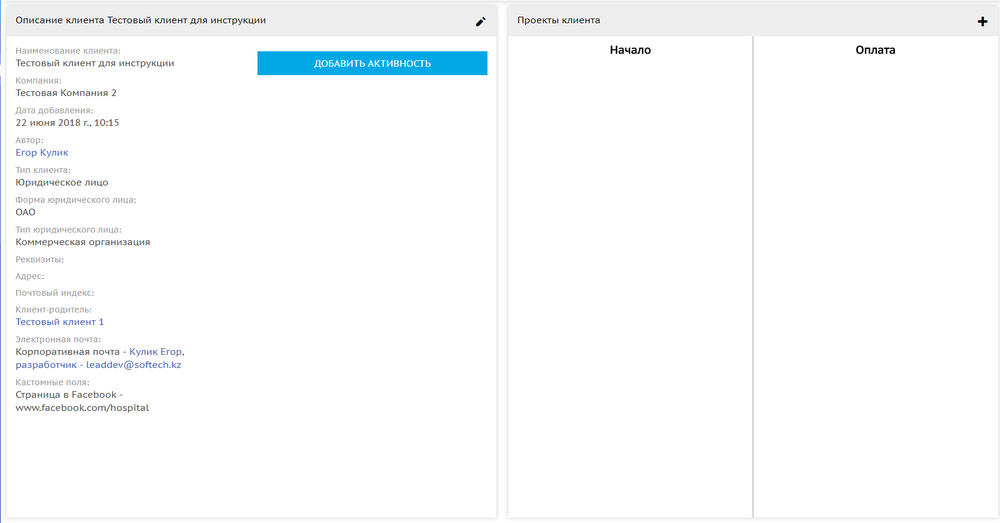 Описание клиента Тестовый клиент для инструкции
Наименование клиента:
Тестовый клиент для инструкции
Компания:
Тестовая Компания 2
Дата добавления:
22 июня 2018 г., 10:15
Автор:
Егор Кулик
Тип клиента:
Юридическое лицо
Форма юридического лица:
ОАО
Тип юридического лица:
Коммерческая организация
Реквизиты:
Адрес:
Почтовый индекс:
Клиент-родитель:
Тестовый клиент 1
Электронная почта:
Корпоративная почта - Кулик Егор,
разработчик - leaddev@softech.kz
Кастомные поля:
Страница в Facebook -
www.facebook.com/hospital
ДОБАВИТЬ АКТИВНОСТЬ
Проекты клиента
Начало
Оплата